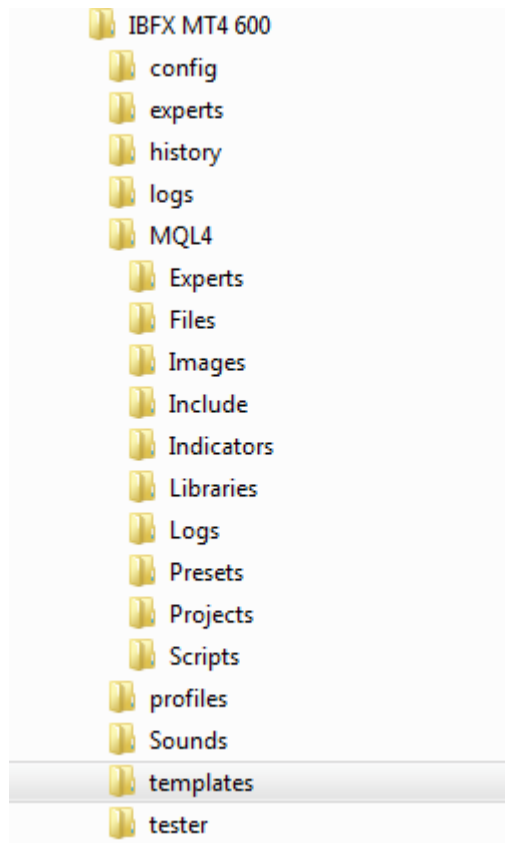 IBFX MT4 600
config
experts
history
logs
MQL4
Experts
Files
Images
Include
Indicators
Libraries
Logs
Presets
Projects
Scripts
profiles
Sounds
templates
tester